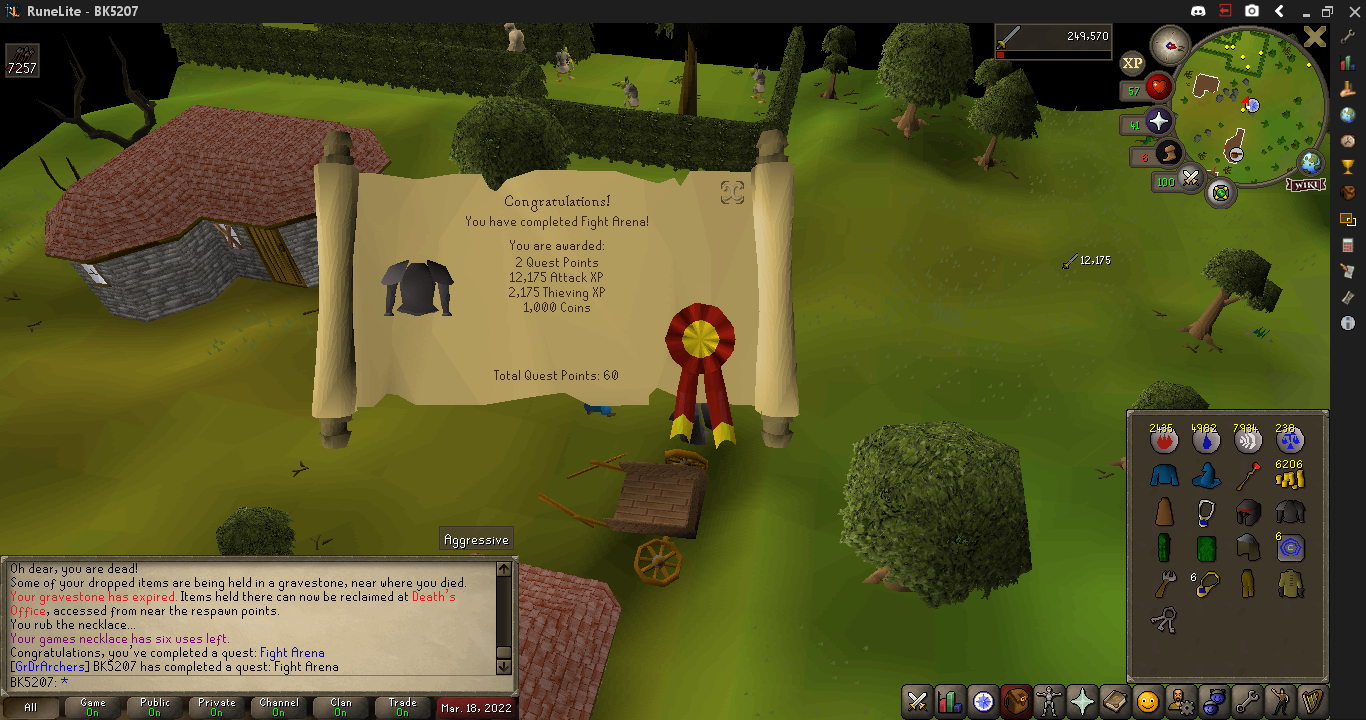 RuneLite - BK5207
7257
249,570
XP
57
41
6
100
WIKI
Congratulations!
You have completed Fight Arena!
You are awarded:
2 Quest Points
12,175 Attack XP
2,175 Thieving XP
1,000 Coins
Total Quest Points: 60
12,175
2435 4982 7934 238
6206
6
6
Aggressive
Oh dear, you are dead!
Some of your dropped items are being held in a gravestone, near where you died.
Your gravestone has expired. Items held there can now be reclaimed at Death's
Office, accessed from near the respawn points.
You rub the necklace...
Your games necklace has six uses left.
Congratulations, you've completed a quest: Fight Arena
[GrDrArchers] BK5207 has completed a quest: Fight Arena
BK5207: *
All
Game On
Public On
Private On
Channel On
Clan On
Trade On
Mar. 18, 2022